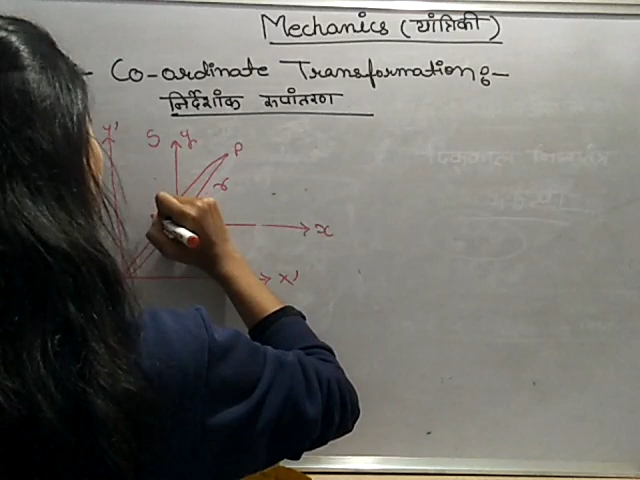 Mechanics (यांत्रिकी)
Co-ordinate Transformation:-
निर्देशांक रूपांतरण
y'
S y P
r
x
x'